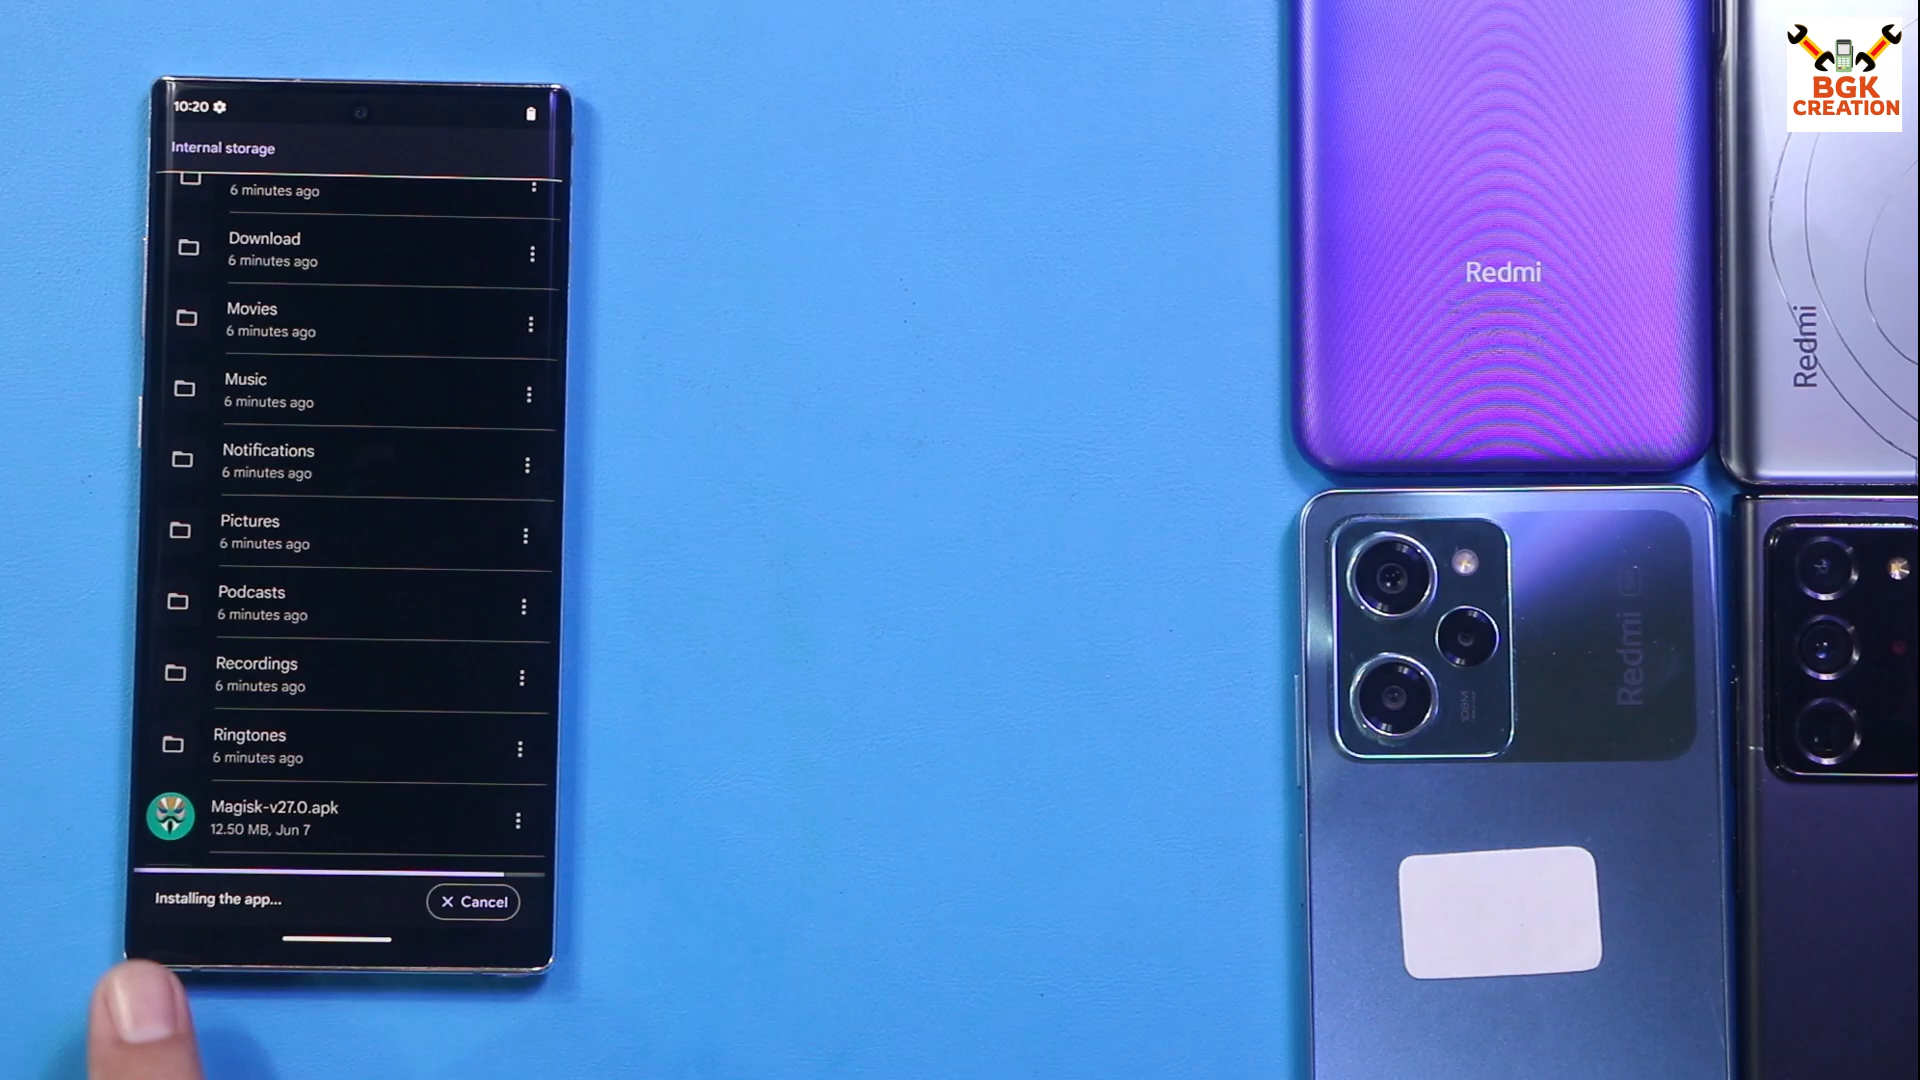 10:20
Internal storage
6 minutes ago
Download
6 minutes ago
Movies
6 minutes ago
Music
6 minutes ago
Notifications
6 minutes ago
Pictures
6 minutes ago
Podcasts
6 minutes ago
Recordings
6 minutes ago
Ringtones
6 minutes ago
Magisk-v27.0.apk
12.50 MB, Jun 7
Installing the app...
Cancel
Redmi
Redmi
Redmi
108M
BGK
CREATION